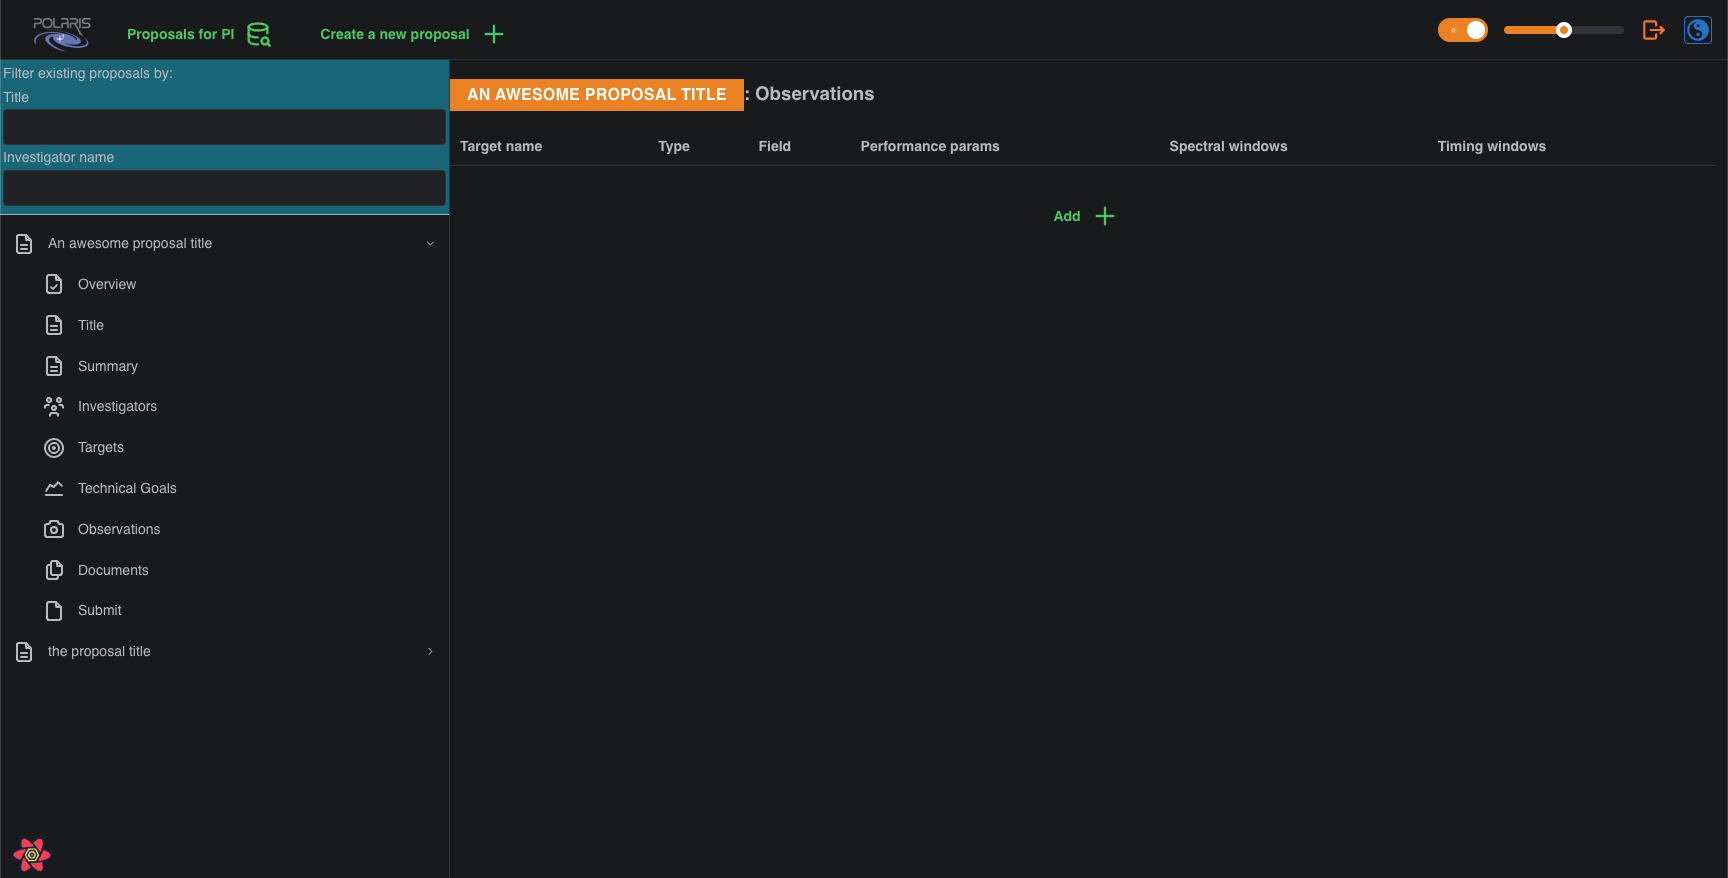 POLARIS
Proposals for PI
Create a new proposal
Filter existing proposals by:
Title
Investigator name
An awesome proposal title
Overview
Title
Summary
Investigators
Targets
Technical Goals
Observations
Documents
Submit
the proposal title
AN AWESOME PROPOSAL TITLE : Observations
Target name Type Field Performance params Spectral windows Timing windows
Add